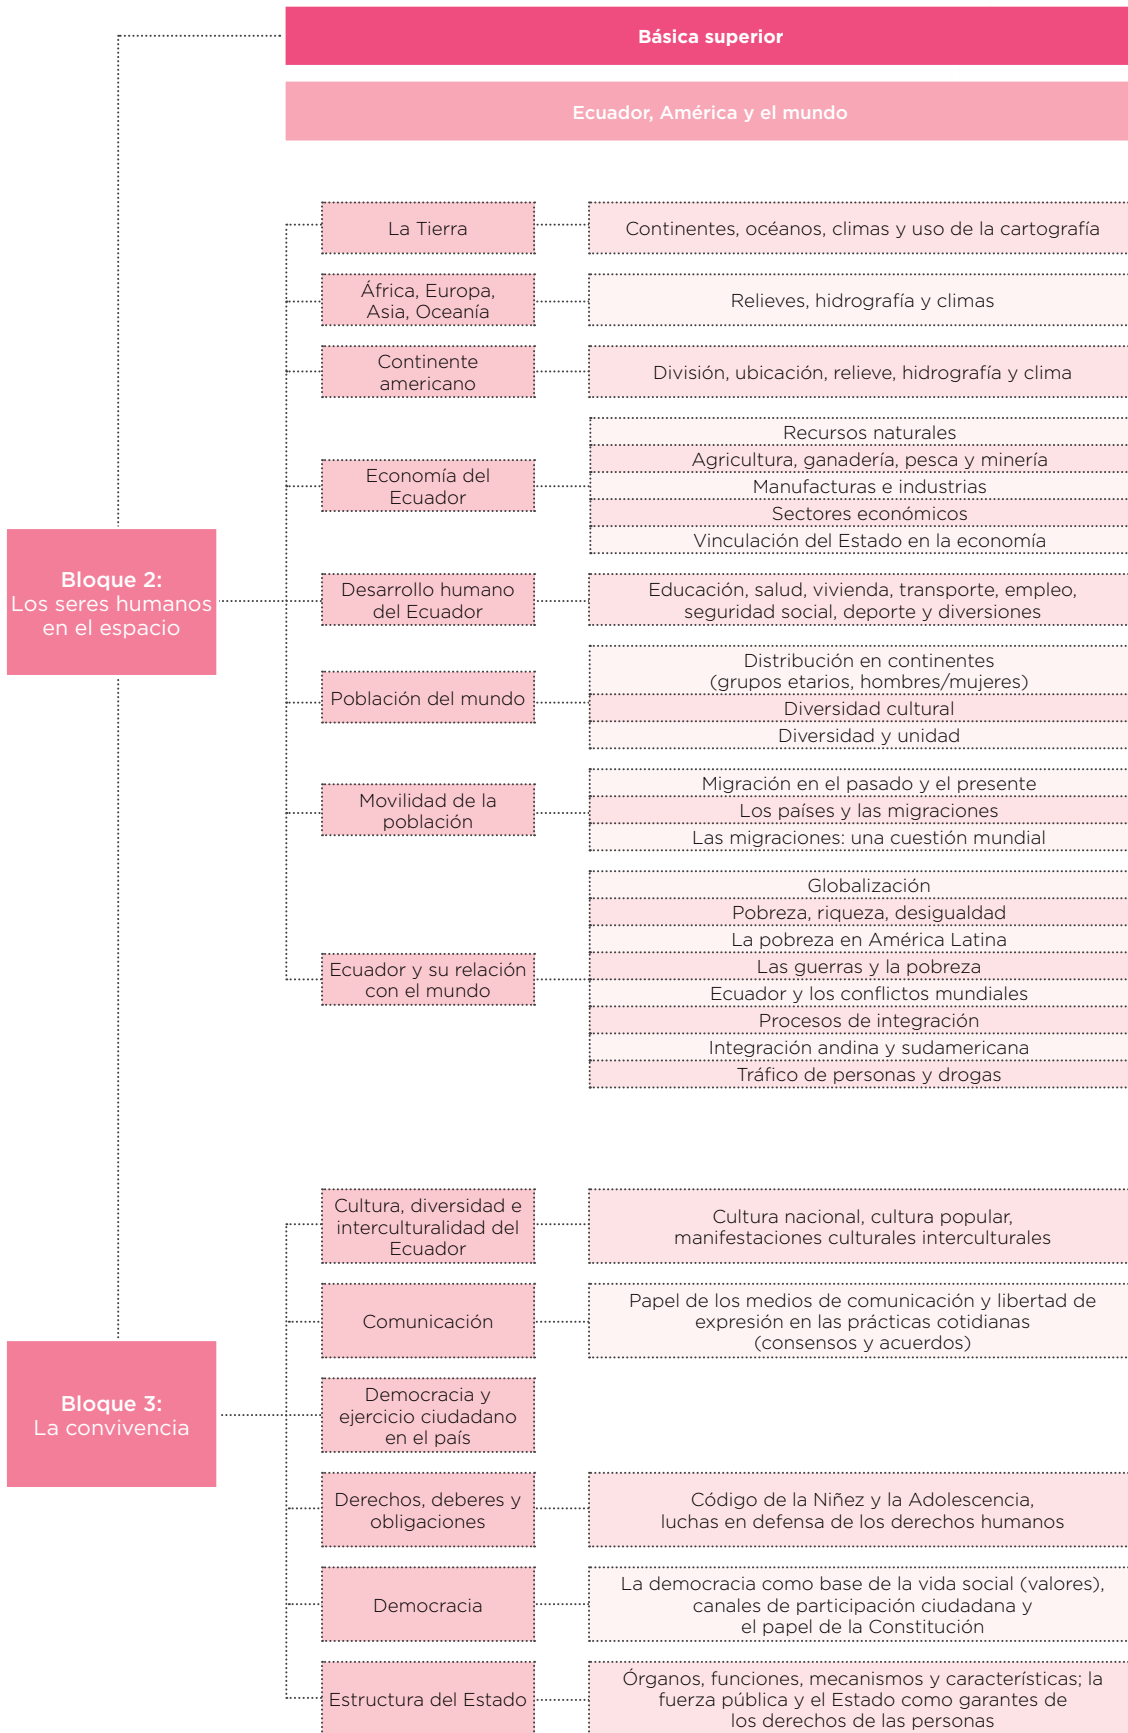 Básica superior
Ecuador, América y el mundo
Bloque 2:
Los seres humanos
en el espacio
La Tierra
Continentes, océanos, climas y uso de la cartografía
África, Europa,
Asia, Oceanía
Relieves, hidrografía y climas
Continente
americano
División, ubicación, relieve, hidrografía y clima
Economía del
Ecuador
Recursos naturales
Agricultura, ganadería, pesca y minería
Manufacturas e industrias
Sectores económicos
Vinculación del Estado en la economía
Desarrollo humano
del Ecuador
Educación, salud, vivienda, transporte, empleo,
seguridad social, deporte y diversiones
Población del mundo
Distribución en continentes
(grupos etarios, hombres/mujeres)
Diversidad cultural
Diversidad y unidad
Movilidad de la
población
Migración en el pasado y el presente
Los países y las migraciones
Las migraciones: una cuestión mundial
Ecuador y su relación
con el mundo
Globalización
Pobreza, riqueza, desigualdad
La pobreza en América Latina
Las guerras y la pobreza
Ecuador y los conflictos mundiales
Procesos de integración
Integración andina y sudamericana
Tráfico de personas y drogas
Bloque 3:
La convivencia
Cultura, diversidad e
interculturalidad del
Ecuador
Cultura nacional, cultura popular,
manifestaciones culturales interculturales
Comunicación
Papel de los medios de comunicación y libertad de
expresión en las prácticas cotidianas
(consensos y acuerdos)
Democracia y
ejercicio ciudadano
en el país
Derechos, deberes y
obligaciones
Código de la Niñez y la Adolescencia,
luchas en defensa de los derechos humanos
Democracia
La democracia como base de la vida social (valores),
canales de participación ciudadana y
el papel de la Constitución
Estructura del Estado
Órganos, funciones, mecanismos y características; la
fuerza pública y el Estado como garantes de
los derechos de las personas